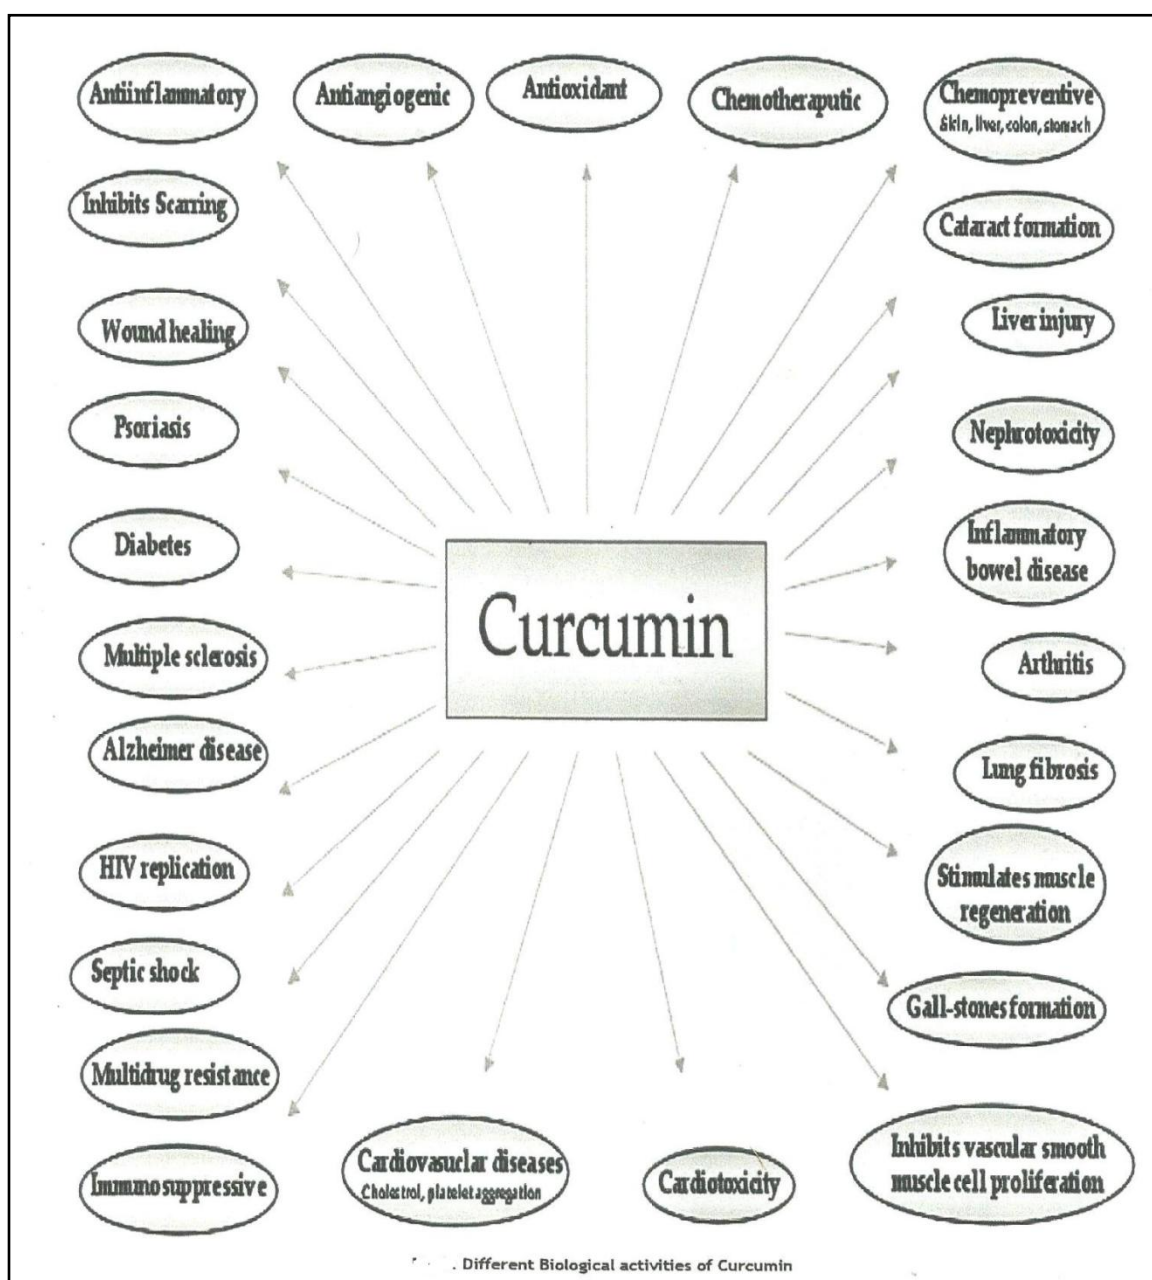 Antiinflammatory
Antiangiogenic
Antioxidant
Chemotheraputic
Chemopreventive
Skin, liver, colon, stomach
Inhibits Scarring
Cataract formation
Wound healing
Liver injury
Psoriasis
Nephrotoxicity
Diabetes
Inflammatory
bowel disease
Curcumin
Multiple sclerosis
Arthritis
Alzheimer disease
Lung fibrosis
HIV replication
Stimulates muscle
regeneration
Septic shock
Gall-stones formation
Multidrug resistance
Immunosuppressive
Cardiovasuclar diseases
Cholestrol, platelet aggregation
Cardiotoxicity
Inhibits vascular smooth
muscle cell proliferation
. Different Biological activities of Curcumin